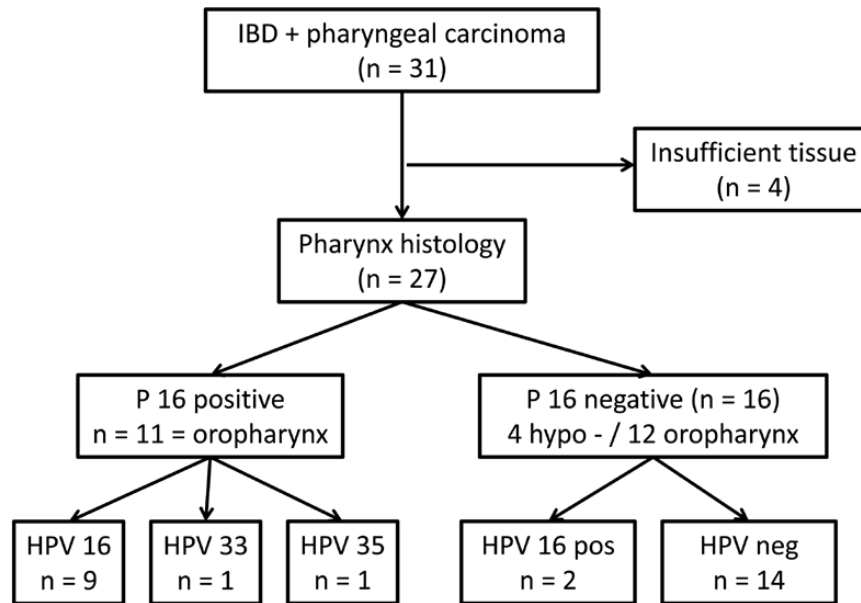 IBD + pharyngeal carcinoma
(n = 31)
Insufficient tissue
(n = 4)
Pharynx histology
(n = 27)
P 16 positive
n = 11 = oropharynx
P 16 negative (n = 16)
4 hypo - / 12 oropharynx
HPV 16
n = 9
HPV 33
n = 1
HPV 35
n = 1
HPV 16 pos
n = 2
HPV neg
n = 14